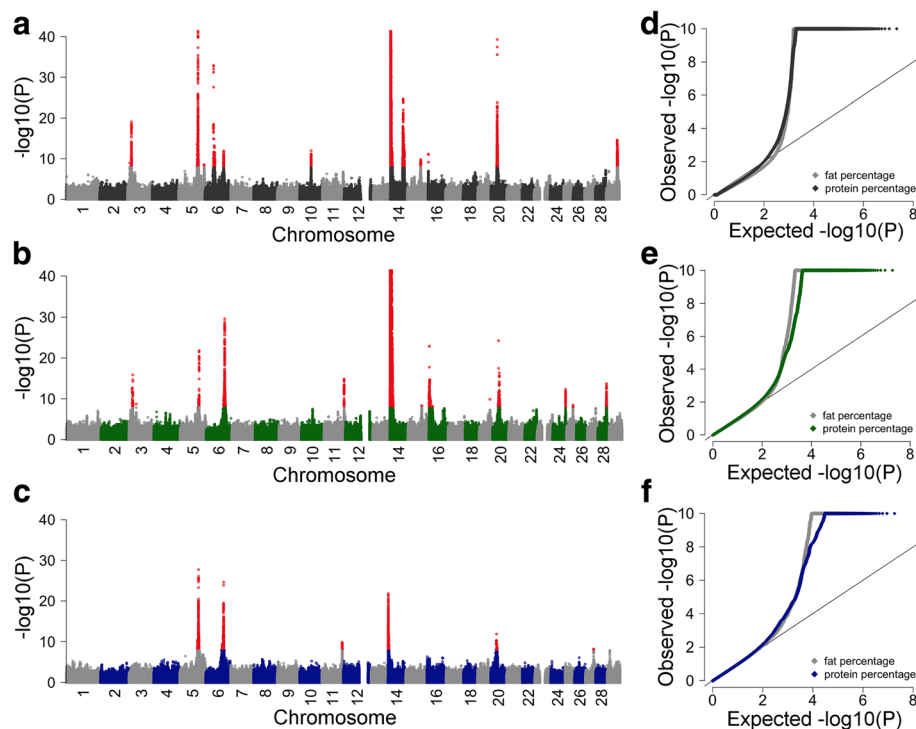 a
40
30
20
10
0
-log10(P)
1 2 3 4 5 6 7 8 9 10 11 12 14 16 18 20 22 24 26 28
Chromosome
d
10
8
6
4
2
0
Observed -log10(P)
fat percentage
protein percentage
0 2 4 6 8
Expected -log10(P)
b
40
30
20
10
0
-log10(P)
1 2 3 4 5 6 7 8 9 10 11 12 14 16 18 20 22 24 26 28
Chromosome
e
10
8
6
4
2
0
Observed -log10(P)
fat percentage
protein percentage
0 2 4 6 8
Expected -log10(P)
c
40
30
20
10
0
-log10(P)
1 2 3 4 5 6 7 8 9 10 11 12 14 16 18 20 22 24 26 28
Chromosome
f
10
8
6
4
2
0
Observed -log10(P)
fat percentage
protein percentage
0 2 4 6 8
Expected -log10(P)